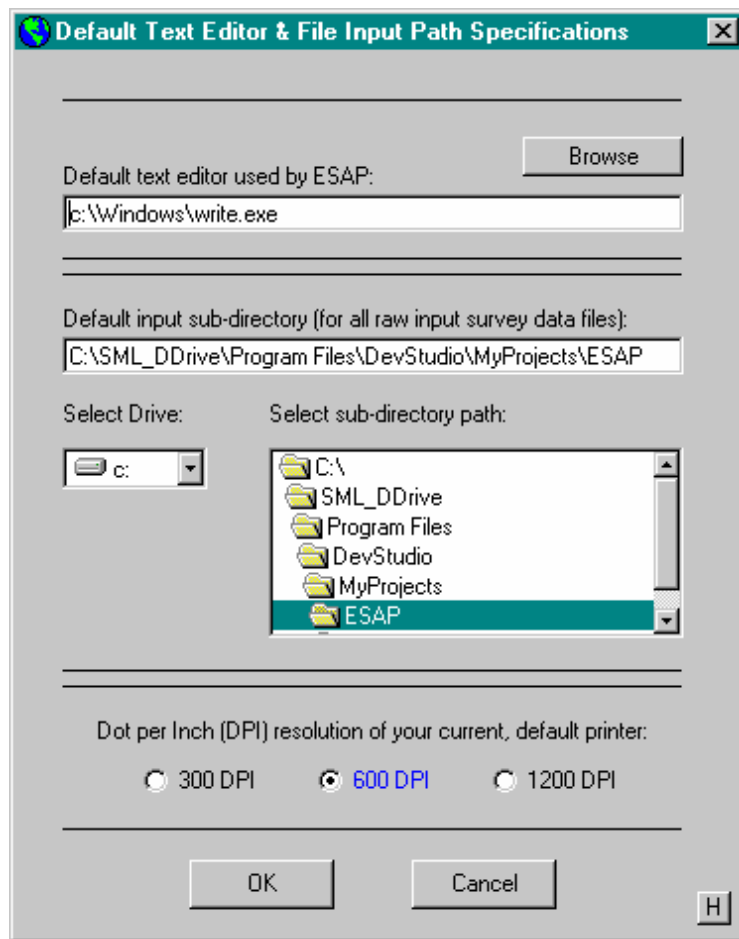 Default Text Editor & File Input Path Specifications
Browse
Default text editor used by ESAP:
c:\Windows\write.exe
Default input sub-directory (for all raw input survey data files):
C:\SML_DDrive\Program Files\DevStudio\MyProjects\ESAP
Select Drive:
Select sub-directory path:
c:
C:\
SML_DDrive
Program Files
DevStudio
MyProjects
ESAP
Dot per Inch (DPI) resolution of your current, default printer:
300 DPI
600 DPI
1200 DPI
OK
Cancel
H